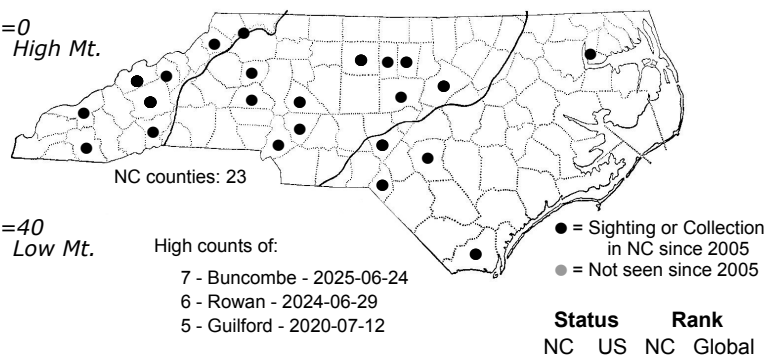 =0
High Mt.
NC counties: 23
=40
Low Mt.
High counts of:
7 - Buncombe - 2025-06-24
6 - Rowan - 2024-06-29
5 - Guilford - 2020-07-12
● = Sighting or Collection
in NC since 2005
● = Not seen since 2005
Status Rank
NC US NC Global